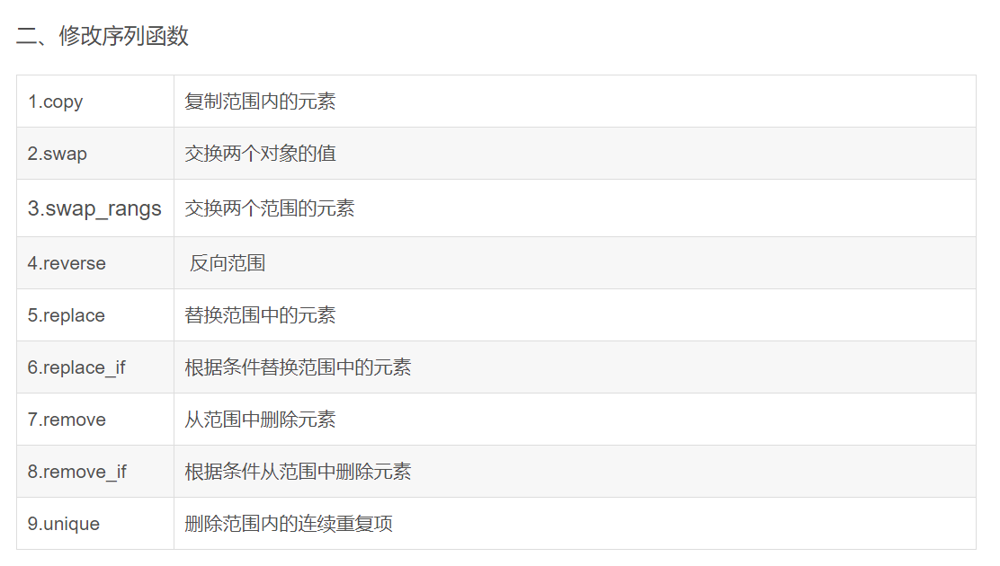 二、修改序列函数
1.copy 复制范围内的元素
2.swap 交换两个对象的值
3.swap_rangs 交换两个范围的元素
4.reverse 反向范围
5.replace 替换范围中的元素
6.replace_if 根据条件替换范围中的元素
7.remove 从范围中删除元素
8.remove_if 根据条件从范围中删除元素
9.unique 删除范围内的连续重复项